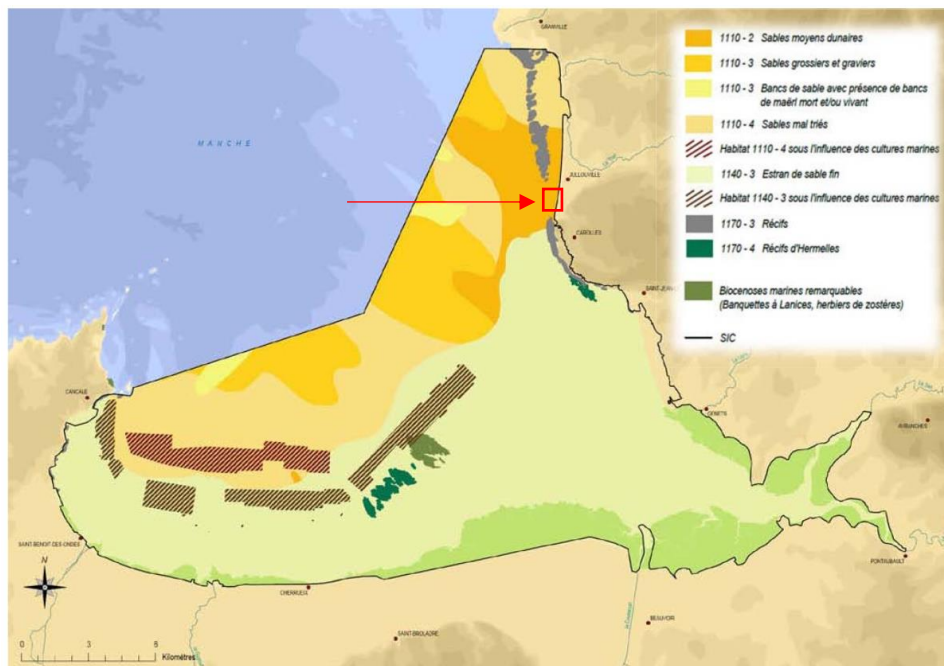 GRANVILLE
1110 - 2 Sables moyens dunaires
1110 - 3 Sables grossiers et graviers
1110 - 3 Bancs de sable avec présence de bancs
de maërl mort et/ou vivant
1110 - 4 Sables mal triés
Habitat 1110 - 4 sous l'influence des cultures marines
1140 - 3 Estran de sable fin
Habitat 1140 - 3 sous l'influence des cultures marines
1170 - 3 Récifs
1170 - 4 Récifs d'Hermelles
Biocenoses marines remarquables
(Banquettes à Lanices, herbiers de zostères)
SIC
MANCHE
JULLOUVILLE
CAROLLES
SAINT-JEAN
CANCALE
GENETS
AVRANCHES
SAINT-BENOIT-DES-ONDES
PONTAUBAULT
N
CHERRUEIX
BEAUVOIR
SAINT-BROLADRE
0 3 6
Kilomètres